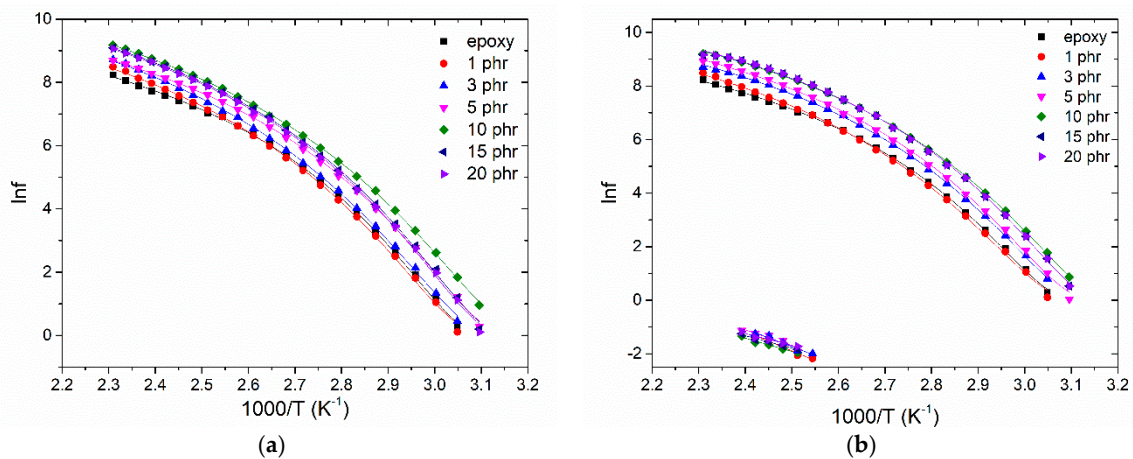 10
8
6
4
2
0
lnf
epoxy
1 phr
3 phr
5 phr
10 phr
15 phr
20 phr
2.2 2.3 2.4 2.5 2.6 2.7 2.8 2.9 3.0 3.1 3.2
1000/T (K⁻¹)
(a)
10
8
6
4
2
0
-2
lnf
epoxy
1 phr
3 phr
5 phr
10 phr
15 phr
20 phr
2.2 2.3 2.4 2.5 2.6 2.7 2.8 2.9 3.0 3.1 3.2
1000/T (K⁻¹)
(b)